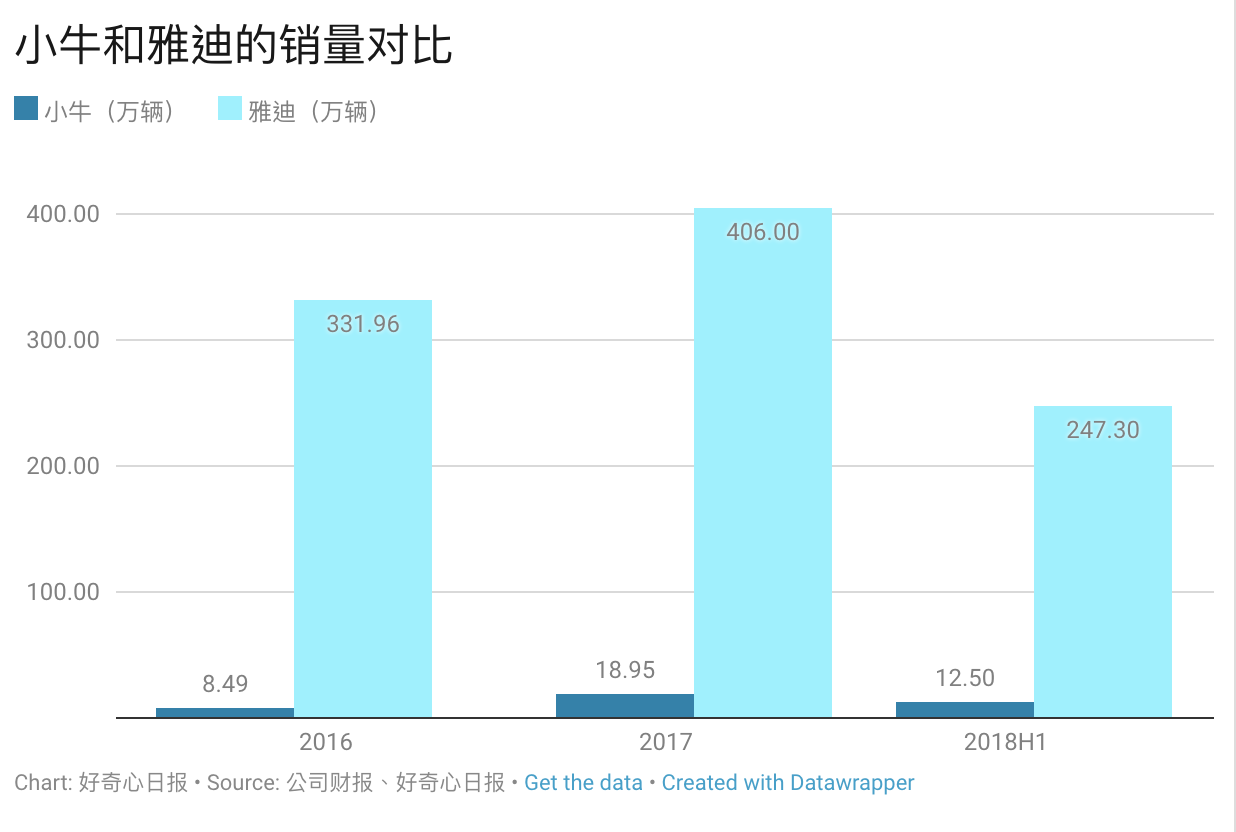 小牛和雅迪的销量对比
小牛（万辆） 雅迪（万辆）
400.00
300.00
200.00
100.00
8.49
331.96
18.95
406.00
12.50
247.30
2016 2017 2018H1
Chart: 好奇心日报 • Source: 公司财报、好奇心日报 • Get the data • Created with Datawrapper